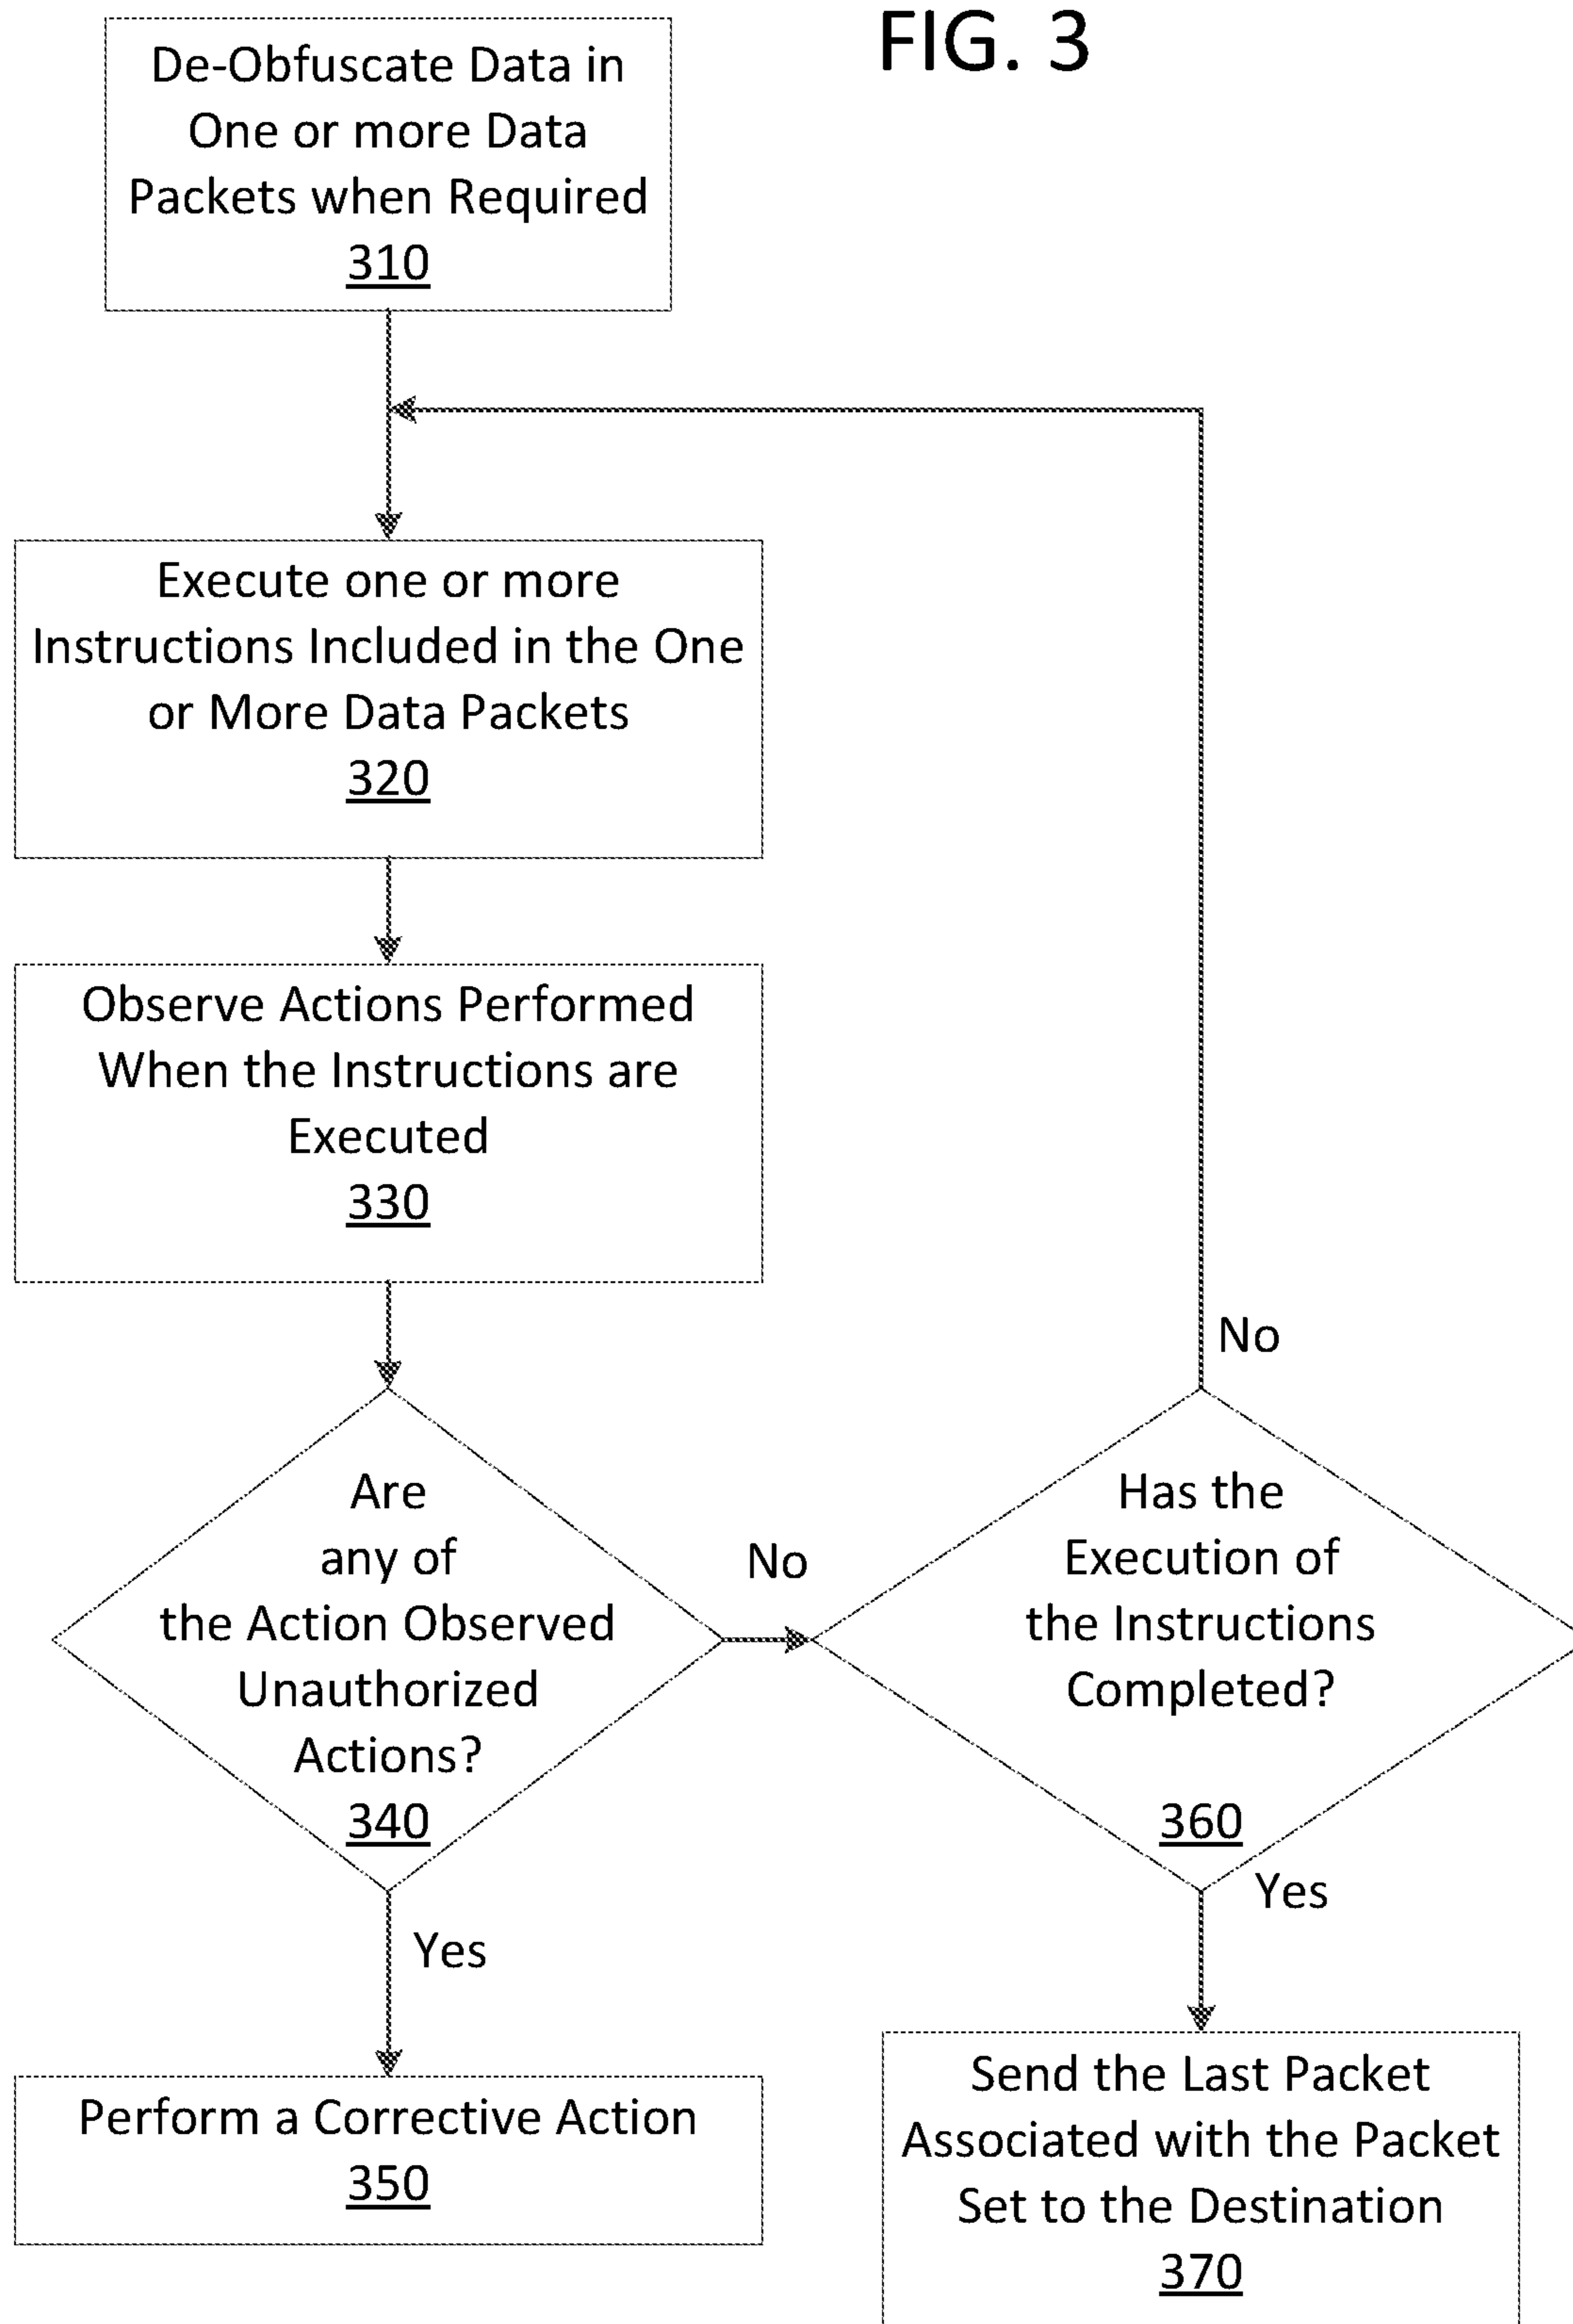 FIG. 3
De-Obfuscate Data in
One or more Data
Packets when Required
310
Execute one or more
Instructions Included in the One
or More Data Packets
320
Observe Actions Performed
When the Instructions are
Executed
330
No
Are
any of
the Action Observed
Unauthorized
Actions?
340
No
Has the
Execution of
the Instructions
Completed?
360
Yes
Yes
Perform a Corrective Action
350
Send the Last Packet
Associated with the Packet
Set to the Destination
370